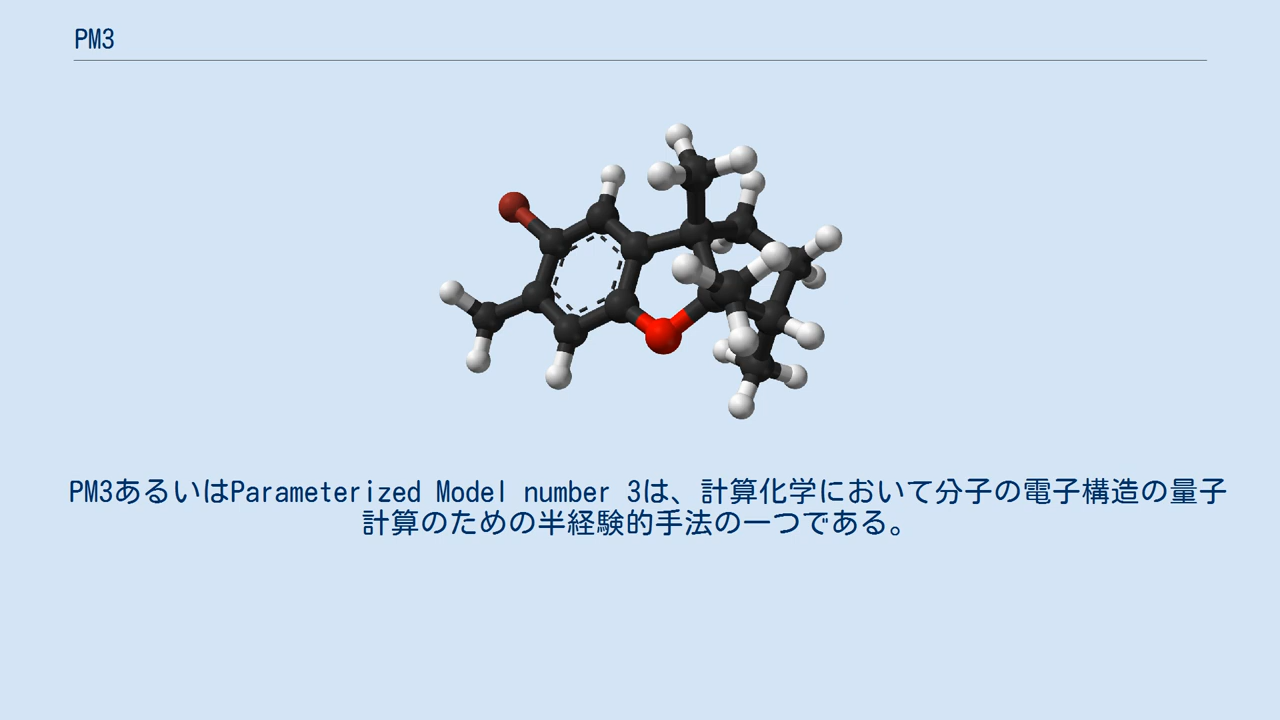 PM3
PM3あるいはParameterized Model number 3は、計算化学において分子の電子構造の量子
計算のための半経験的手法の一つである。